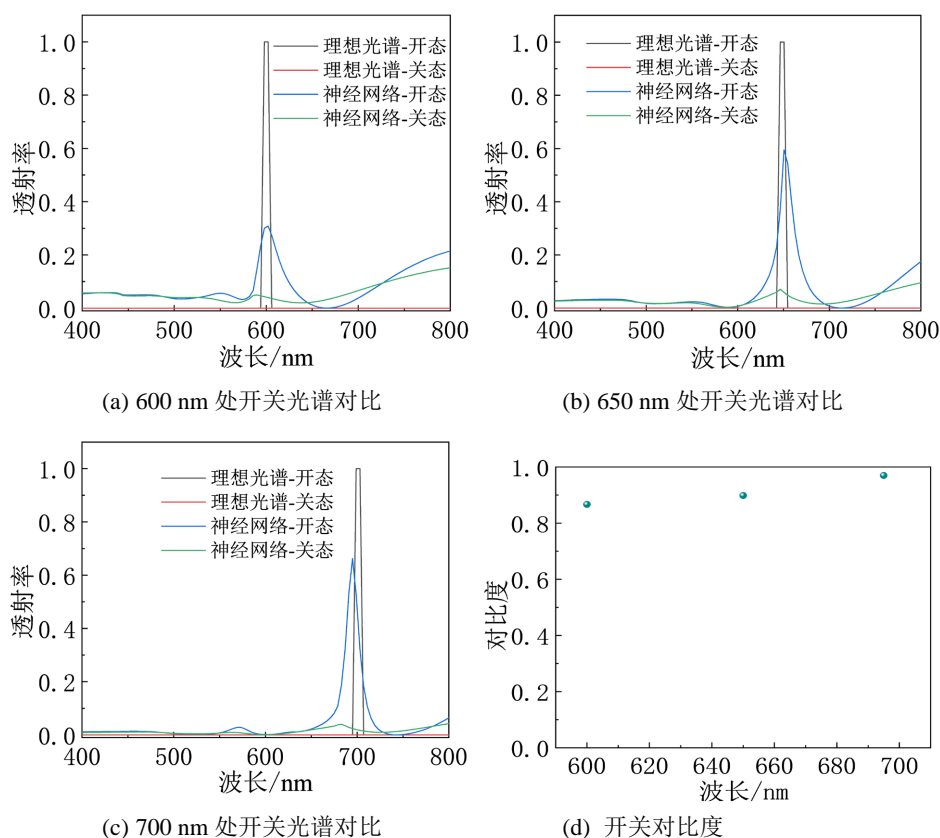 1.0
0.8
0.6
0.4
0.2
0.0
透射率
理想光谱-开态
理想光谱-关态
神经网络-开态
神经网络-关态
400 500 600 700 800
波长/nm
(a) 600 nm 处开关光谱对比
1.0
0.8
0.6
0.4
0.2
0.0
透射率
理想光谱-开态
理想光谱-关态
神经网络-开态
神经网络-关态
400 500 600 700 800
波长/nm
(b) 650 nm 处开关光谱对比
1.0
0.8
0.6
0.4
0.2
0.0
透射率
理想光谱-开态
理想光谱-关态
神经网络-开态
神经网络-关态
400 500 600 700 800
波长/nm
(c) 700 nm 处开关光谱对比
1.0
0.8
0.6
0.4
0.2
0.0
对比度
600 620 640 660 680 700
波长/nm
(d) 开关对比度